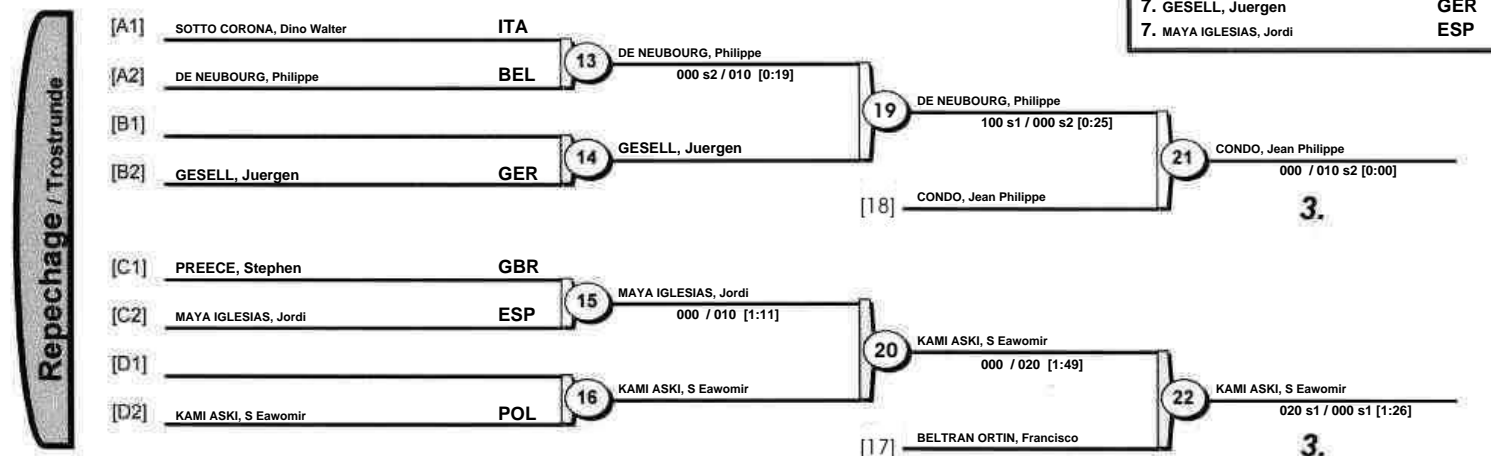 7. GESELL, Juergen GER
7. MAYA IGLESIAS, Jordi ESP
Repechage / Trostrunde
[A1] SOTTO CORONA, Dino Walter ITA
[A2] DE NEUBOURG, Philippe BEL
13 DE NEUBOURG, Philippe
000 s2 / 010 [0:19]
[B1]
[B2] GESELL, Juergen GER
14 GESELL, Juergen
19 DE NEUBOURG, Philippe
100 s1 / 000 s2 [0:25]
[18] CONDO, Jean Philippe
21 CONDO, Jean Philippe
000 / 010 s2 [0:00]
3.
[C1] PREECE, Stephen GBR
[C2] MAYA IGLESIAS, Jordi ESP
15 MAYA IGLESIAS, Jordi
000 / 010 [1:11]
[D1]
[D2] KAMI ASKI, S Eawomir POL
16 KAMI ASKI, S Eawomir
20 KAMI ASKI, S Eawomir
000 / 020 [1:49]
[17] BELTRAN ORTIN, Francisco
22 KAMI ASKI, S Eawomir
020 s1 / 000 s1 [1:26]
3.